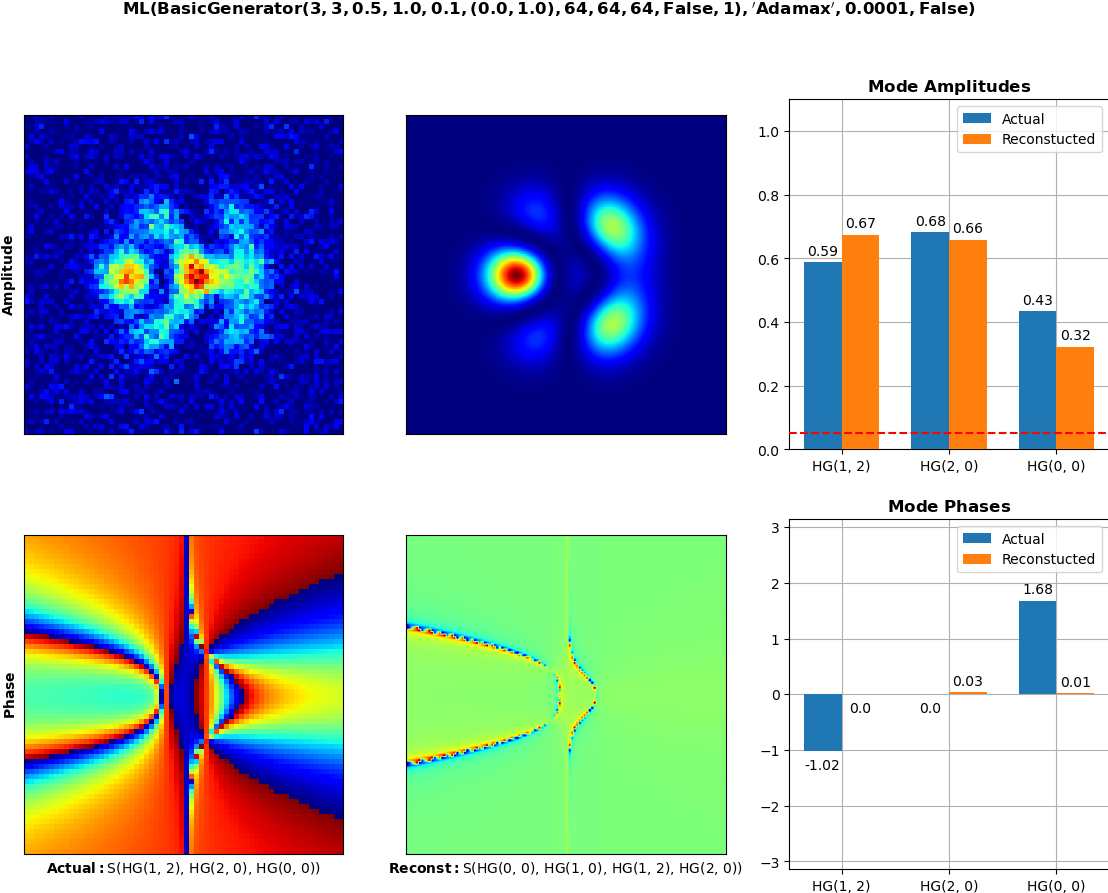 ML(BasicGenerator(3, 3, 0.5, 1.0, 0.1, (0.0, 1.0), 64, 64, 64, False, 1), 'Adamax', 0.0001, False)
Amplitude
Mode Amplitudes
Actual
Reconstucted
1.0
0.8
0.6
0.4
0.2
0.0
0.59
0.67
0.68
0.66
0.43
0.32
HG(1, 2)
HG(2, 0)
HG(0, 0)
Phase
Actual: S(HG(1, 2), HG(2, 0), HG(0, 0))
Reconst: S(HG(0, 0), HG(1, 0), HG(1, 2), HG(2, 0))
Mode Phases
Actual
Reconstucted
3
2
1
0
−1
−2
−3
-1.02
0.0
0.0
0.03
1.68
0.01
HG(1, 2)
HG(2, 0)
HG(0, 0)